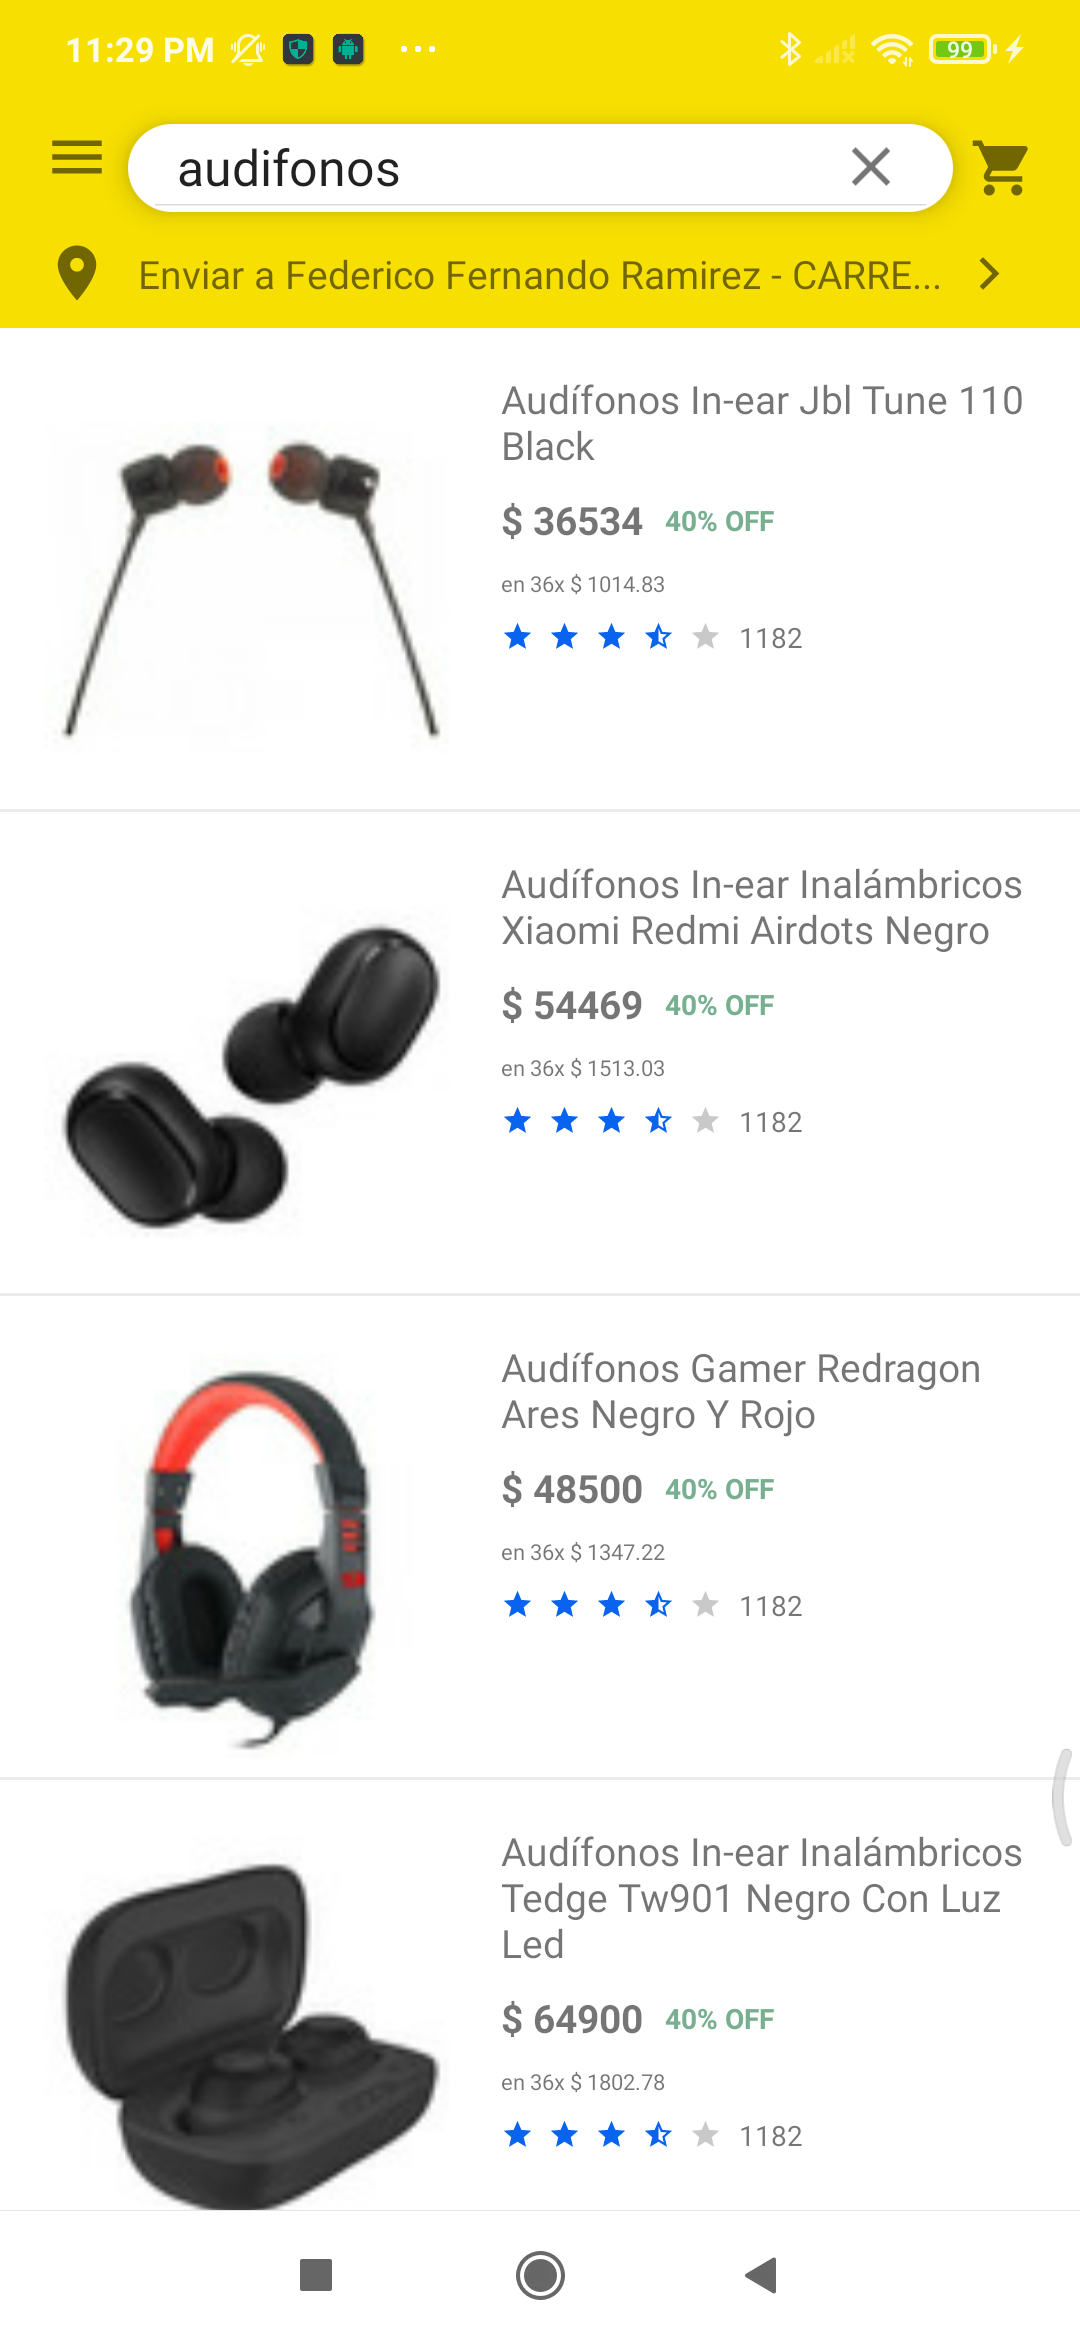 11:29 PM
99
audifonos
Enviar a Federico Fernando Ramirez - CARRE...
Audífonos In-ear Jbl Tune 110
Black
$ 36534 40% OFF
en 36x $ 1014.83
1182
Audífonos In-ear Inalámbricos
Xiaomi Redmi Airdots Negro
$ 54469 40% OFF
en 36x $ 1513.03
1182
Audífonos Gamer Redragon
Ares Negro Y Rojo
$ 48500 40% OFF
en 36x $ 1347.22
1182
Audífonos In-ear Inalámbricos
Tedge Tw901 Negro Con Luz
Led
$ 64900 40% OFF
en 36x $ 1802.78
1182